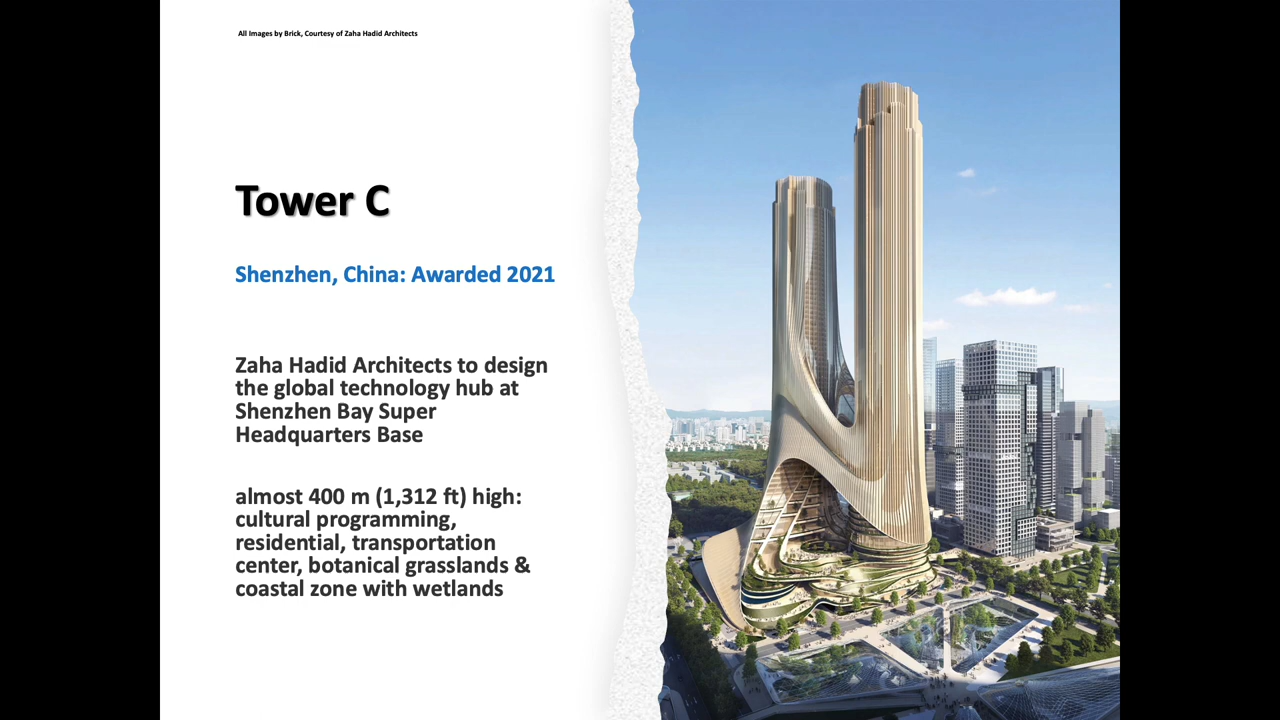 All Images by Brick, Courtesy of Zaha Hadid Architects
Tower C
Shenzhen, China: Awarded 2021
Zaha Hadid Architects to design
the global technology hub at
Shenzhen Bay Super
Headquarters Base
almost 400 m (1,312 ft) high:
cultural programming,
residential, transportation
center, botanical grasslands &
coastal zone with wetlands